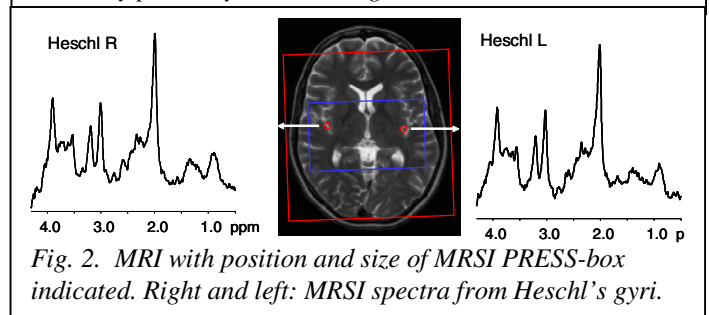 Heschl R
Heschl L
4.0 3.0 2.0 1.0 ppm
4.0 3.0 2.0 1.0 p
Fig. 2. MRI with position and size of MRSI PRESS-box
indicated. Right and left: MRSI spectra from Heschl's gyri.